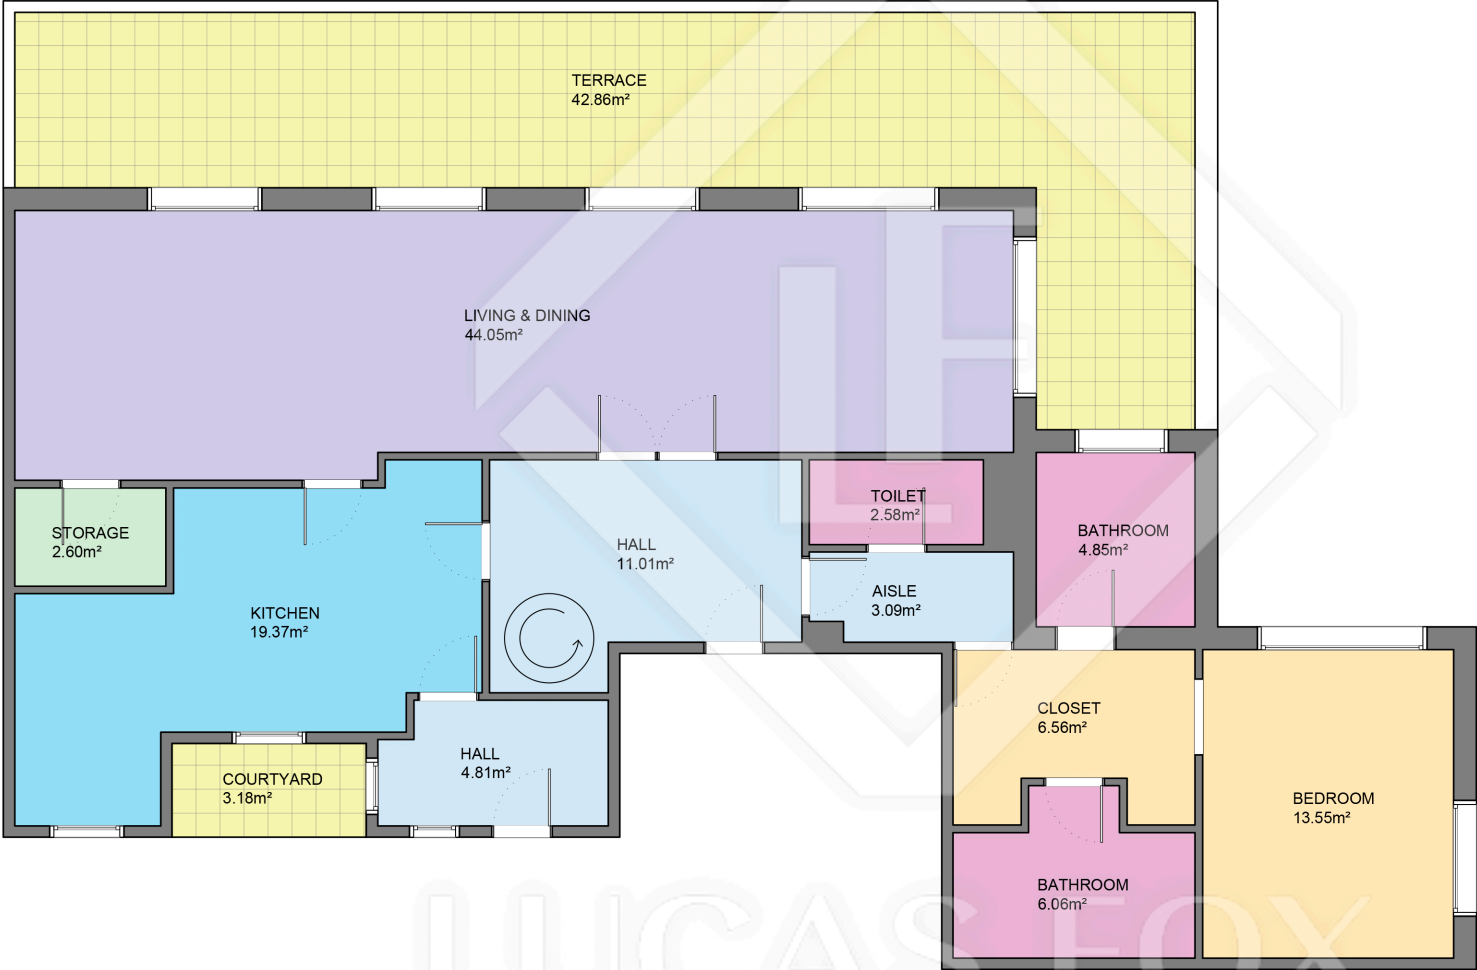 TERRACE
42.86m²
LIVING & DINING
44.05m²
STORAGE
2.60m²
KITCHEN
19.37m²
HALL
11.01m²
TOILET
2.58m²
AISLE
3.09m²
BATHROOM
4.85m²
CLOSET
6.56m²
HALL
4.81m²
COURTYARD
3.18m²
BEDROOM
13.55m²
BATHROOM
6.06m²
LF
LUCAS FOX